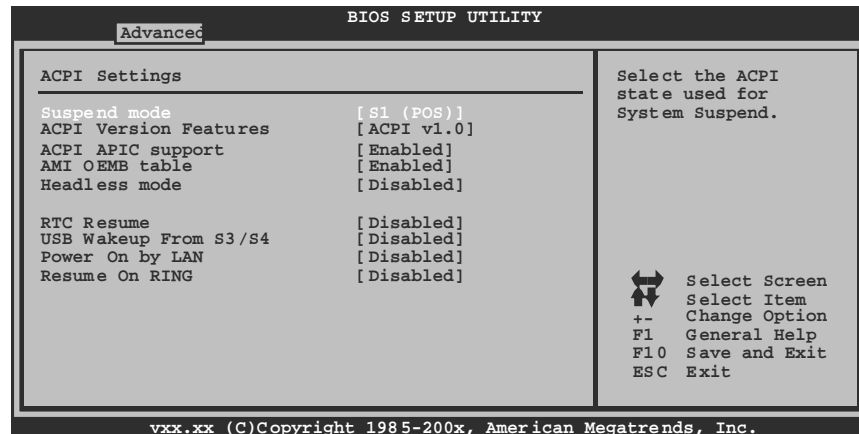 BIOS SETUP UTILITY
Advanced
ACPI Settings
Suspend mode [S1 (POS)]
ACPI Version Features [ACPI v1.0]
ACPI APIC support [Enabled]
AMI OEMB table [Enabled]
Headless mode [Disabled]
RTC Resume [Disabled]
USB Wakeup From S3/S4 [Disabled]
Power On by LAN [Disabled]
Resume On RING [Disabled]
Select the ACPI
state used for
System Suspend.
Select Screen
Select Item
+- Change Option
F1 General Help
F10 Save and Exit
ESC Exit
vxx.xx (C)Copyright 1985-200x, American Megatrends, Inc.